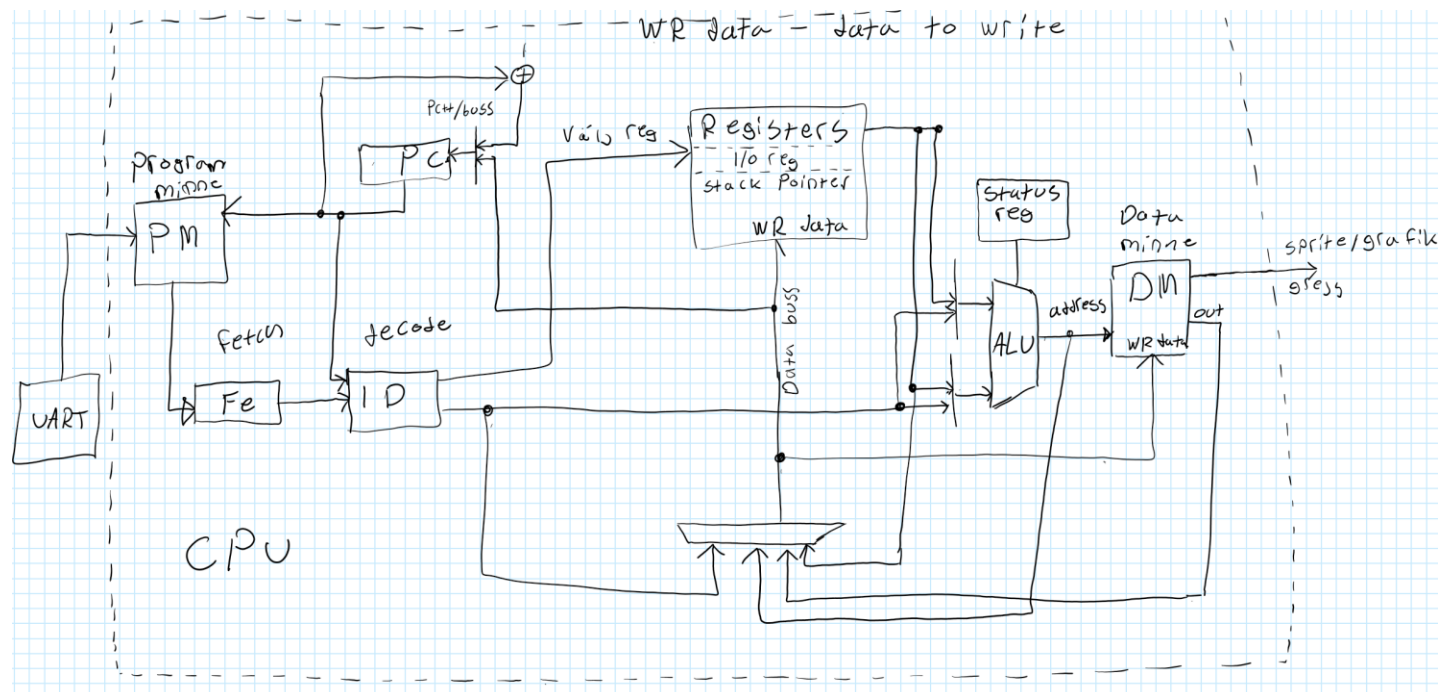 WR data - data to write
PC++/buss
Välj reg
Registers
I/O reg
Stack Pointer
WR data
PC
Program
minne
PM
Status
reg
Data
minne
sprite/grafik
DM
address
out
WR data
ALU
Data buss
Fetch
decode
Fe
ID
UART
CPU